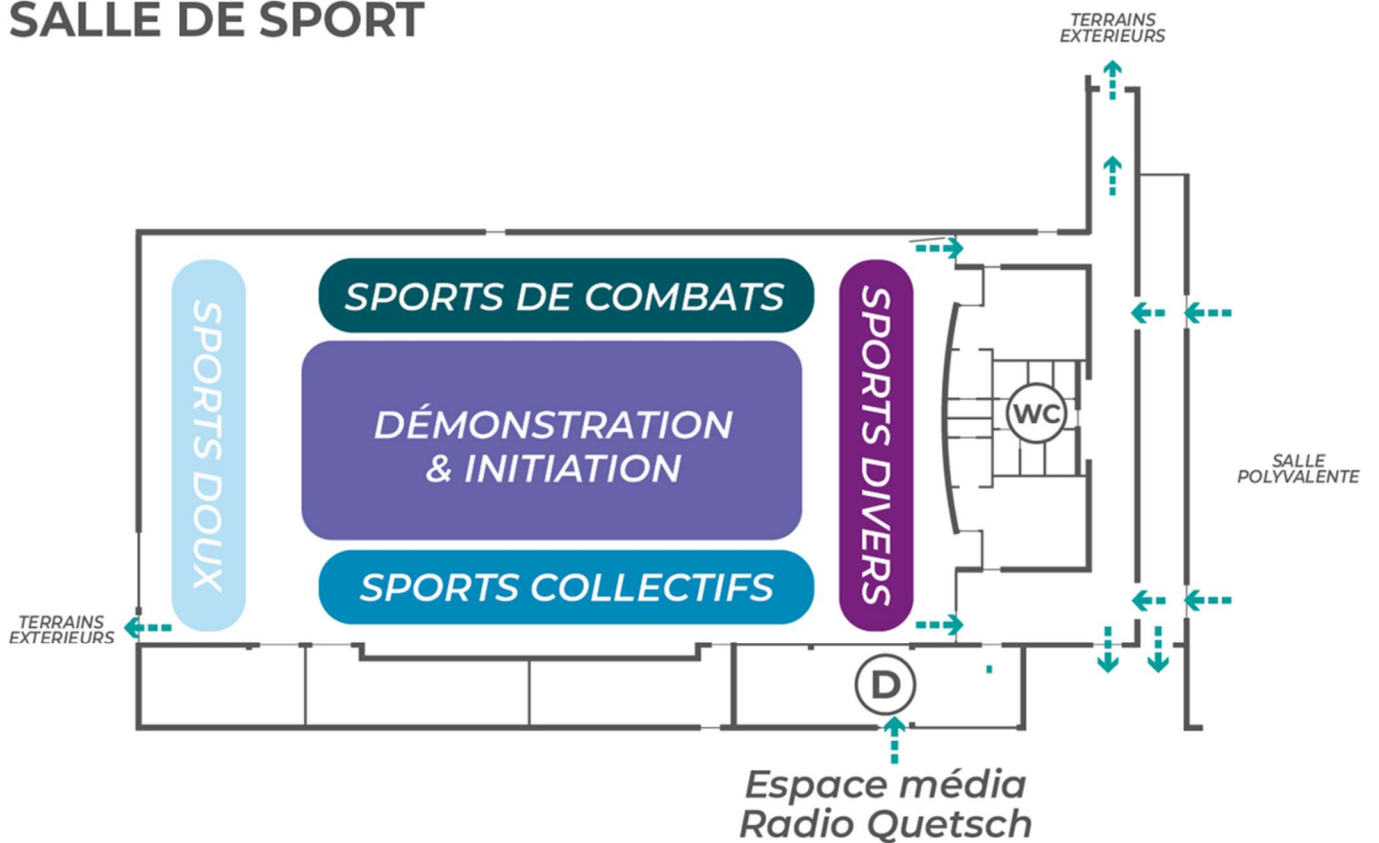 SALLE DE SPORT
TERRAINS
EXTERIEURS
SPORTS DOUX
SPORTS DE COMBATS
DÉMONSTRATION
& INITIATION
SPORTS COLLECTIFS
SPORTS DIVERS
WC
SALLE
POLYVALENTE
TERRAINS
EXTERIEURS
D
Espace média
Radio Quetsch